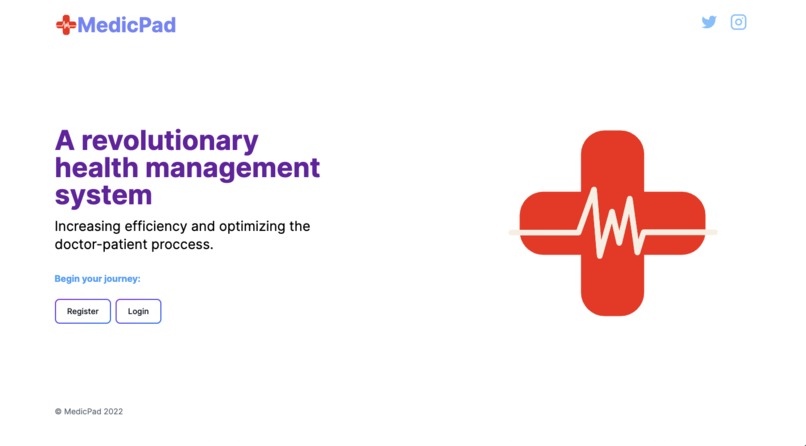 MedicPad
A revolutionary
health management
system
Increasing efficiency and optimizing the
doctor-patient proccess.
Begin your journey:
Register
Login
© MedicPad 2022